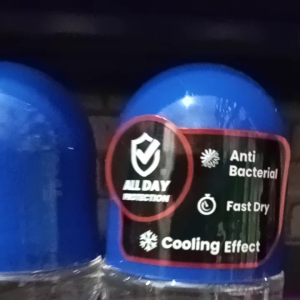 ALL DAY
PROTECTION
Anti
Bacterial
Fast Dry
Cooling Effect